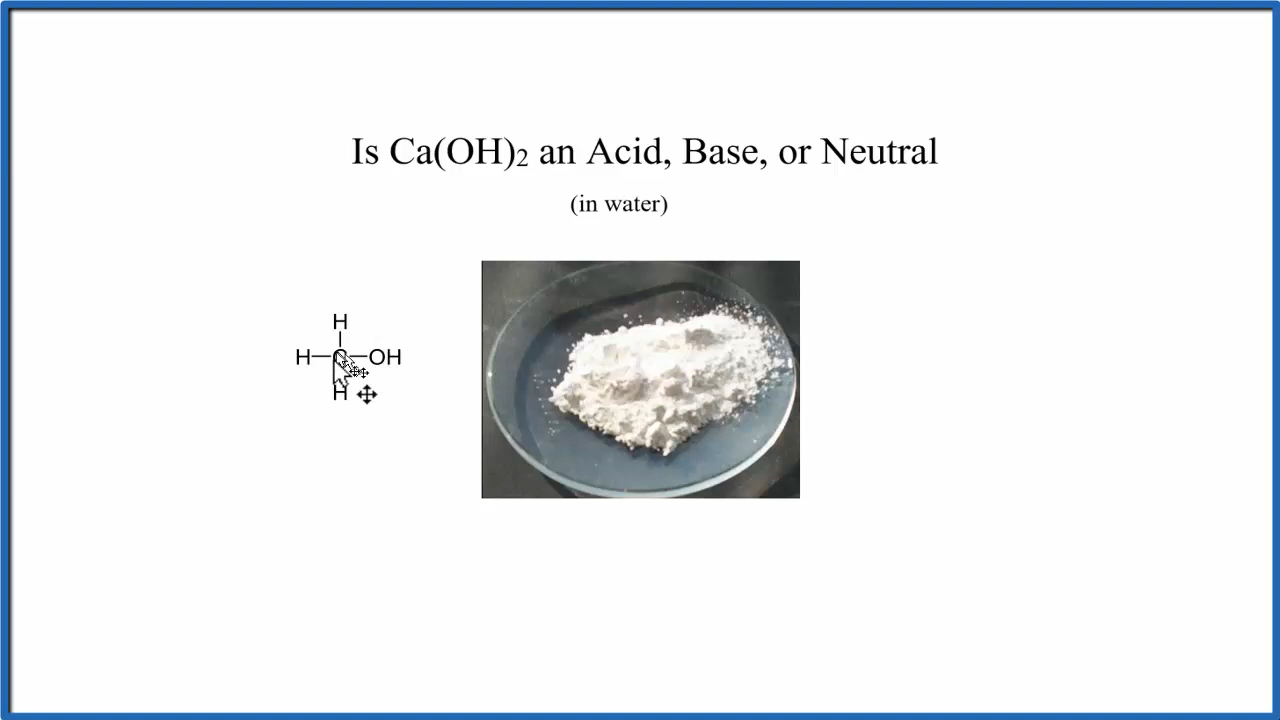 Is Ca(OH)₂ an Acid, Base, or Neutral
(in water)
H
H OH
H